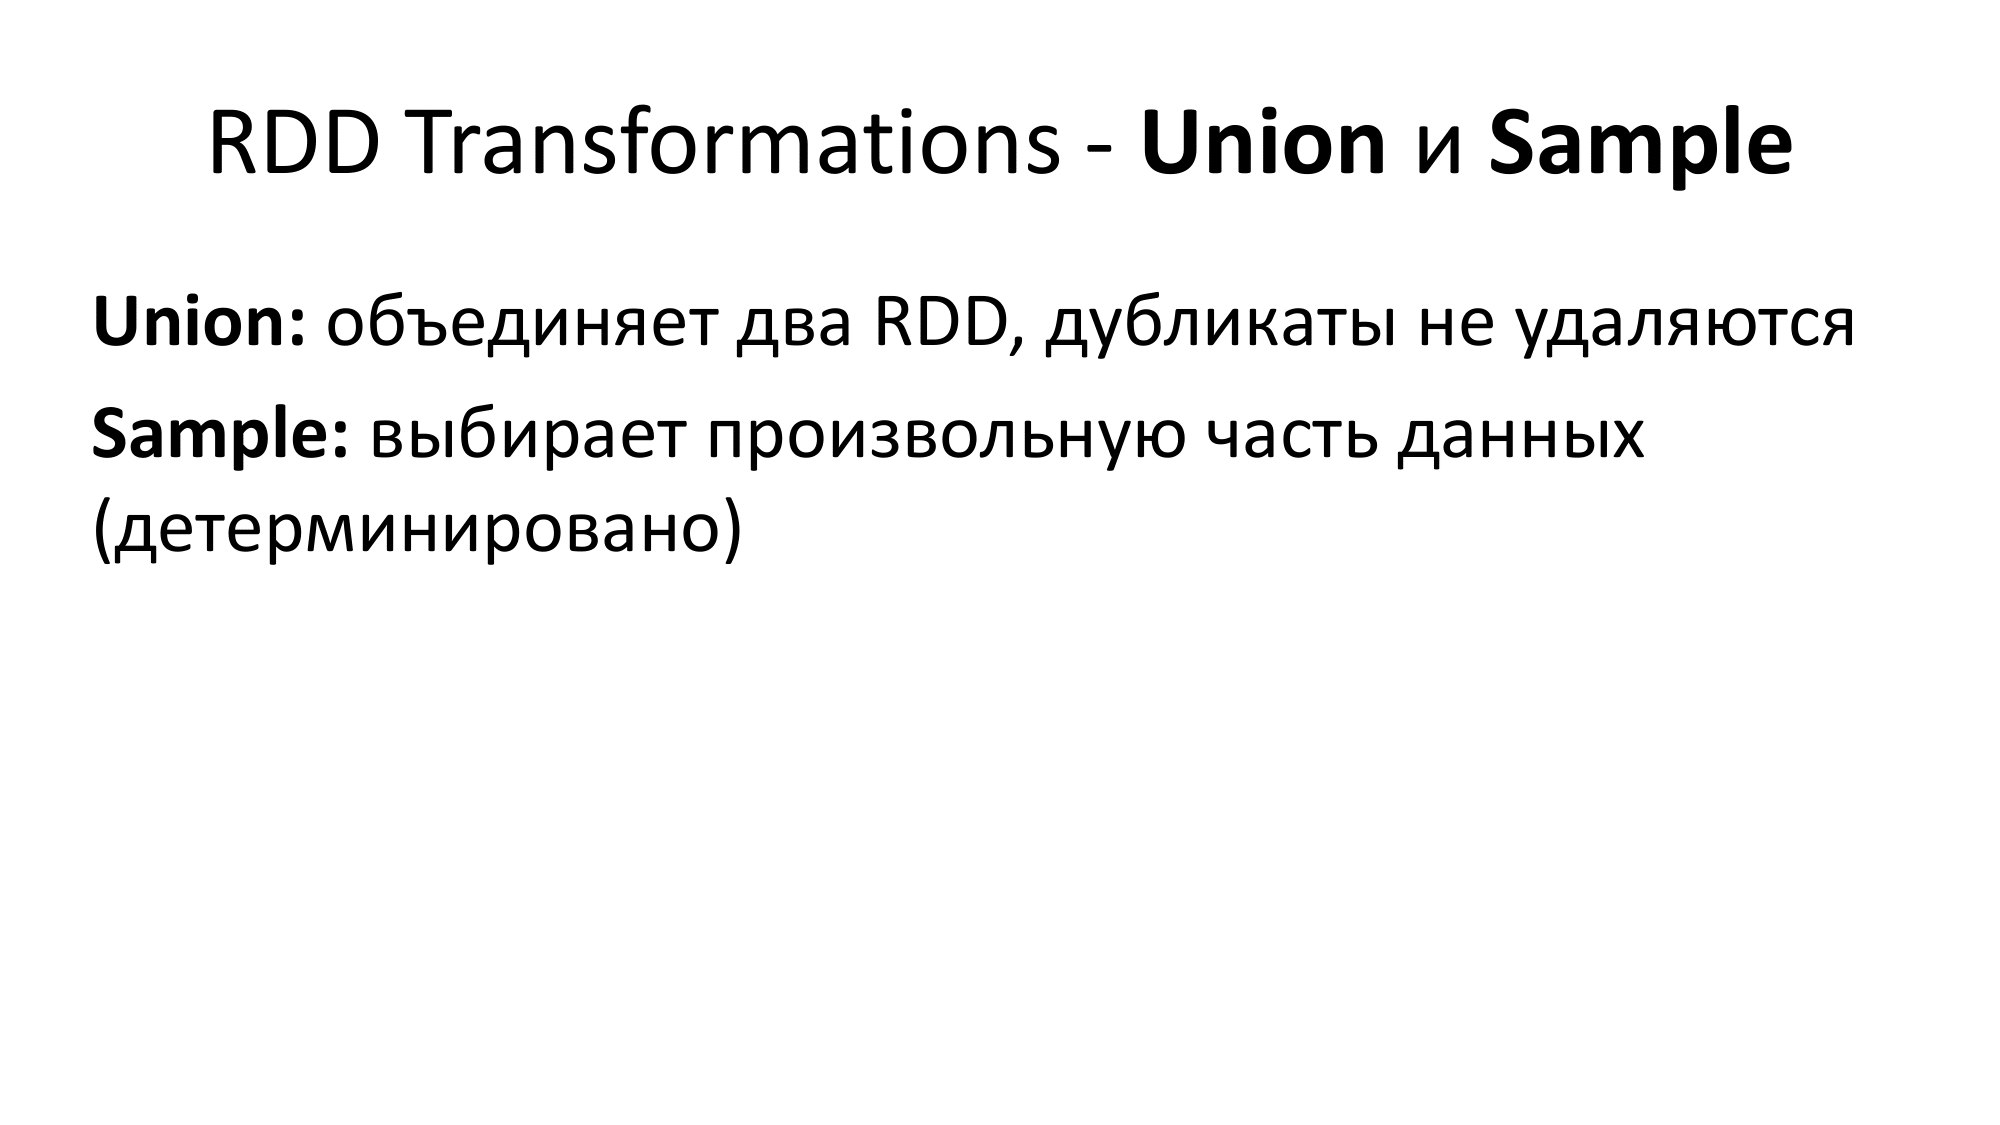 RDD Transformations - Union и Sample
Union: объединяет два RDD, дубликаты не удаляются
Sample: выбирает произвольную часть данных
(детерминировано)